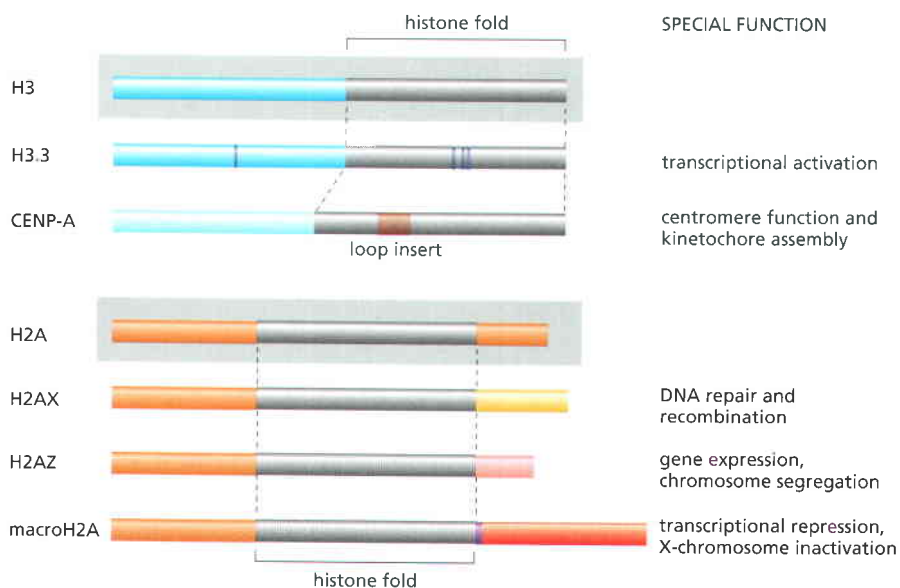 histone fold
SPECIAL FUNCTION
H3
H3.3
transcriptional activation
CENP-A
centromere function and
kinetochore assembly
loop insert
H2A
H2AX
DNA repair and
recombination
H2AZ
gene expression,
chromosome segregation
macroH2A
transcriptional repression,
X-chromosome inactivation
histone fold